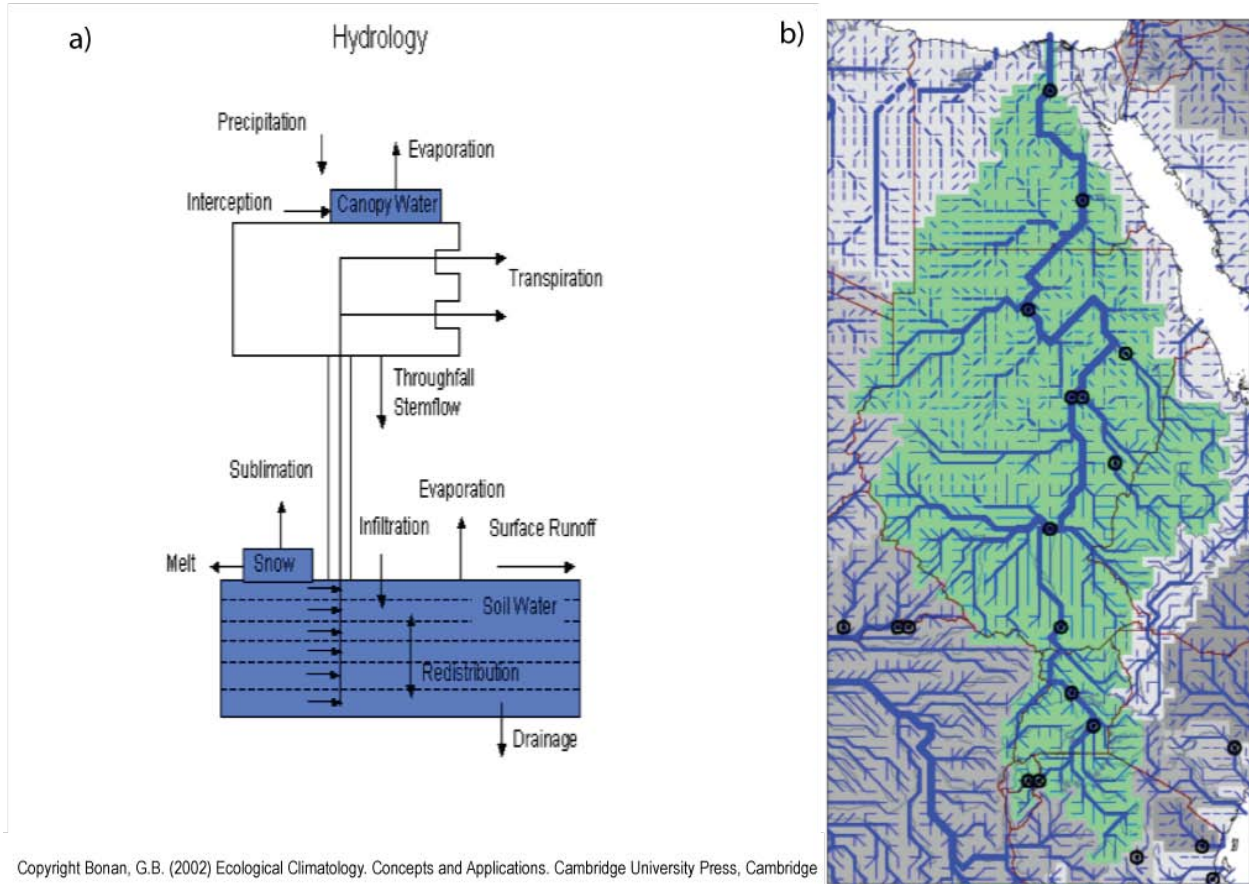 a)
Hydrology
b)
Precipitation
Evaporation
Interception
Canopy Water
Transpiration
Throughfall
Stemflow
Sublimation
Evaporation
Infiltration
Surface Runoff
Melt
Snow
Soil Water
Redistribution
Drainage
Copyright Bonan, G.B. (2002) Ecological Climatology. Concepts and Applications. Cambridge University Press, Cambridge